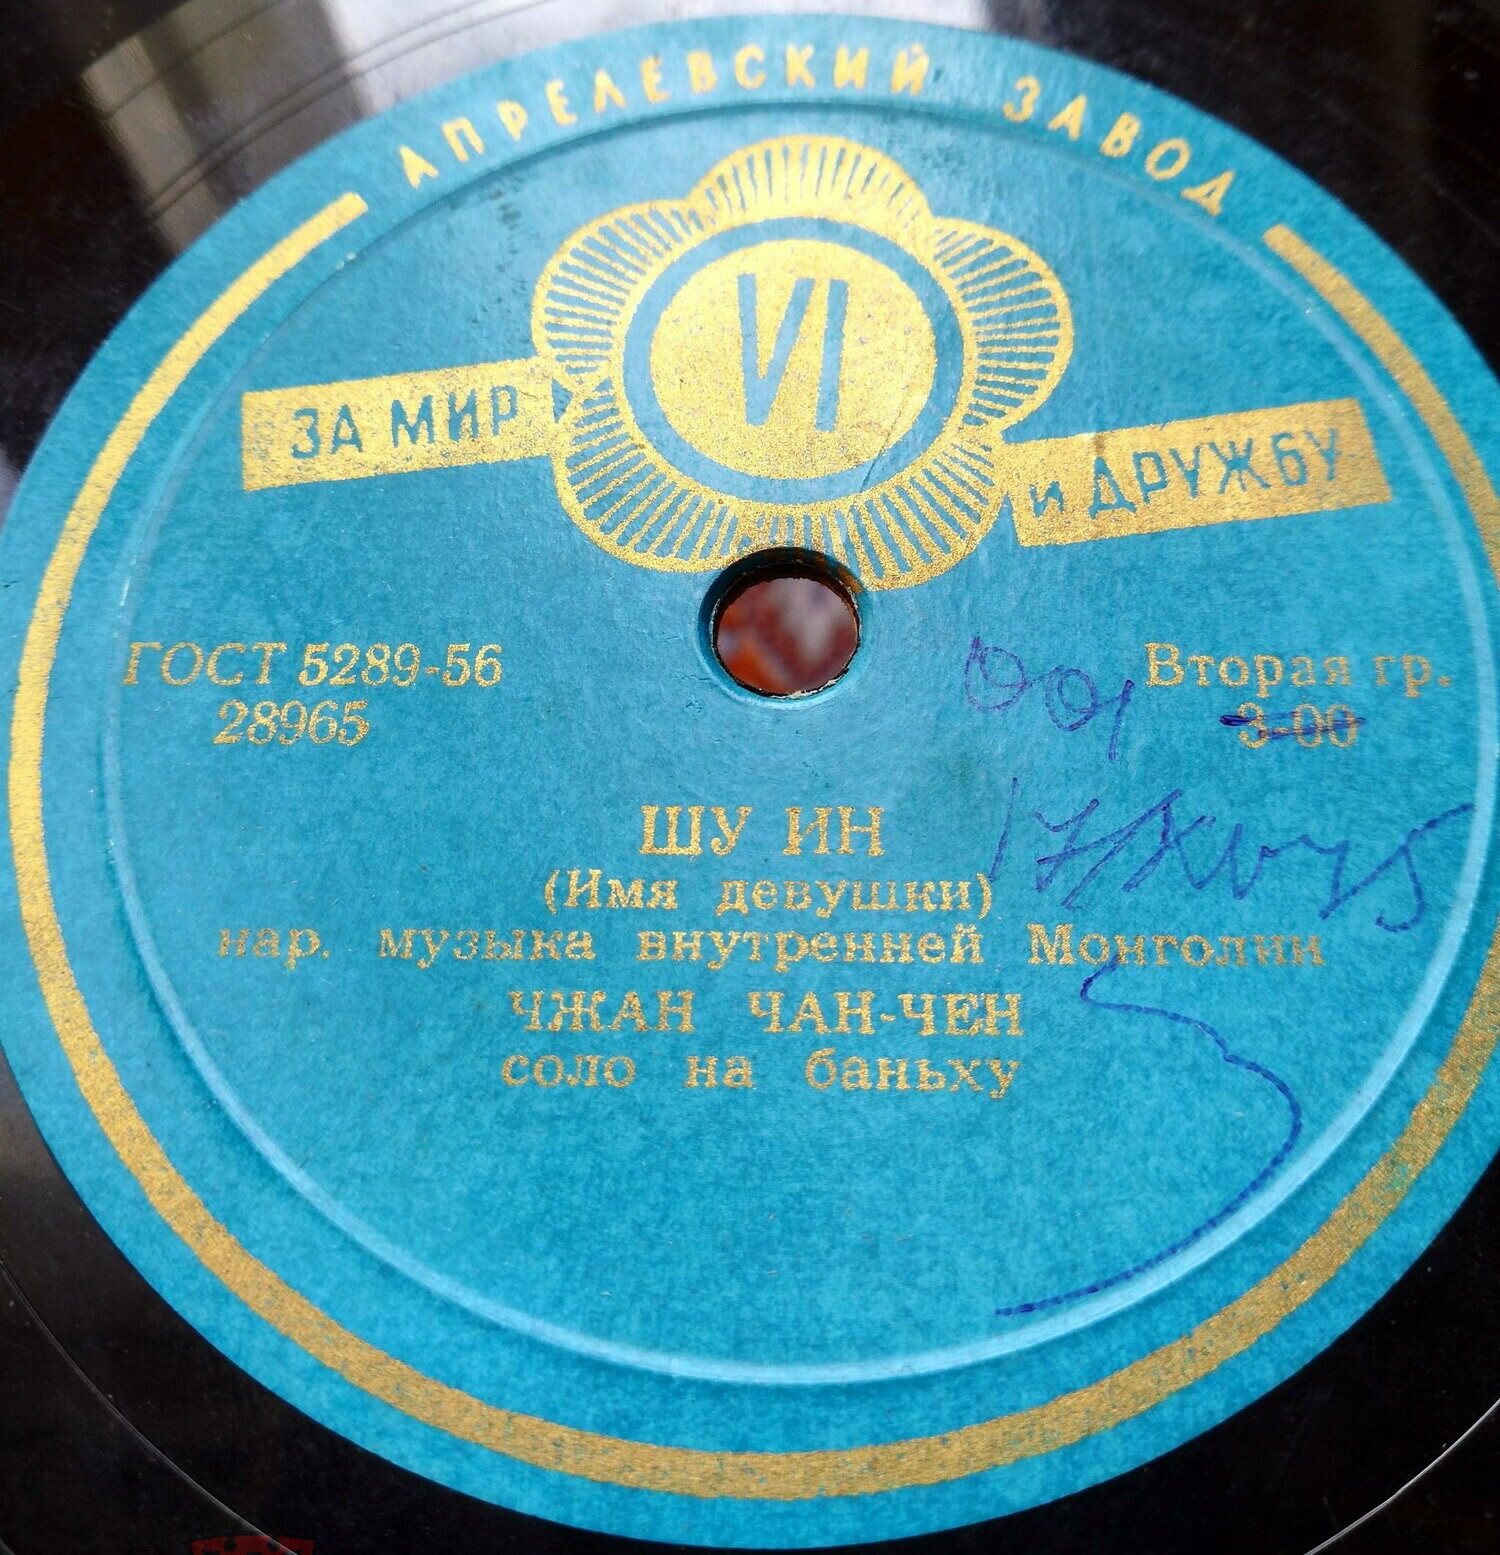 АПРЕЛЕВСКИЙ ЗАВОД
VI
ЗА МИР
и ДРУЖБУ
ГОСТ 5289-56
28965
Вторая гр.
3-00
ШУ ИН
(Имя девушки)
нар. музыка внутренней Монголии
ЧЖАН ЧАН-ЧЕН
соло на баньху